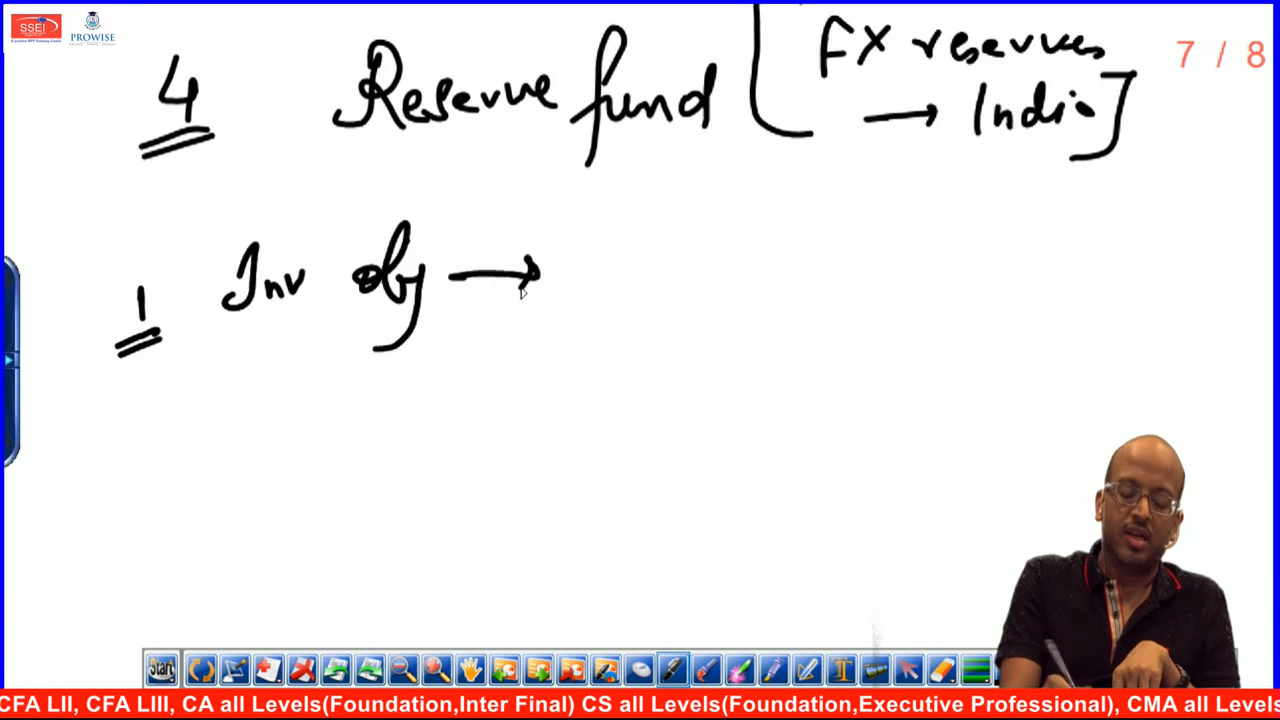 SSEI
PROWISE
7 / 8
4 Reserve fund [FX reserves
→ India]
1 Inv obj →
Start
CFA LII, CFA LIII, CA all Levels(Foundation,Inter Final) CS all Levels(Foundation,Executive Professional), CMA all Levels